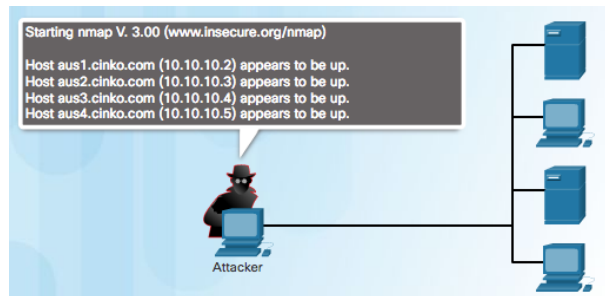 Starting nmap V. 3.00 (www.insecure.org/nmap)
Host aus1.cinko.com (10.10.10.2) appears to be up.
Host aus2.cinko.com (10.10.10.3) appears to be up.
Host aus3.cinko.com (10.10.10.4) appears to be up.
Host aus4.cinko.com (10.10.10.5) appears to be up.
Attacker